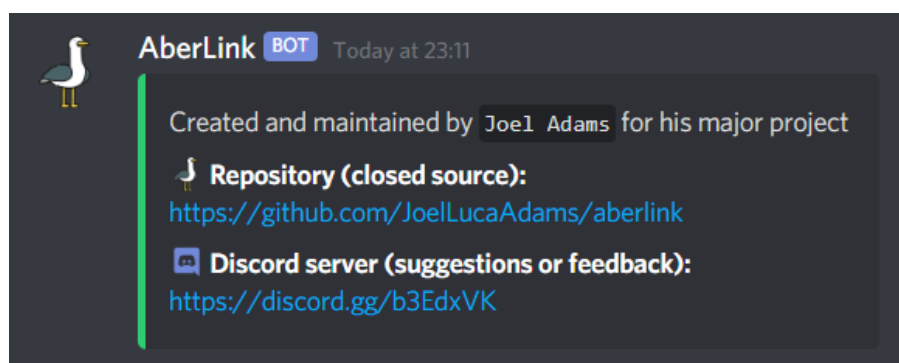 AberLink BOT Today at 23:11
Created and maintained by Joel Adams for his major project
Repository (closed source):
https://github.com/JoelLucaAdams/aberlink
Discord server (suggestions or feedback):
https://discord.gg/b3EdxVK